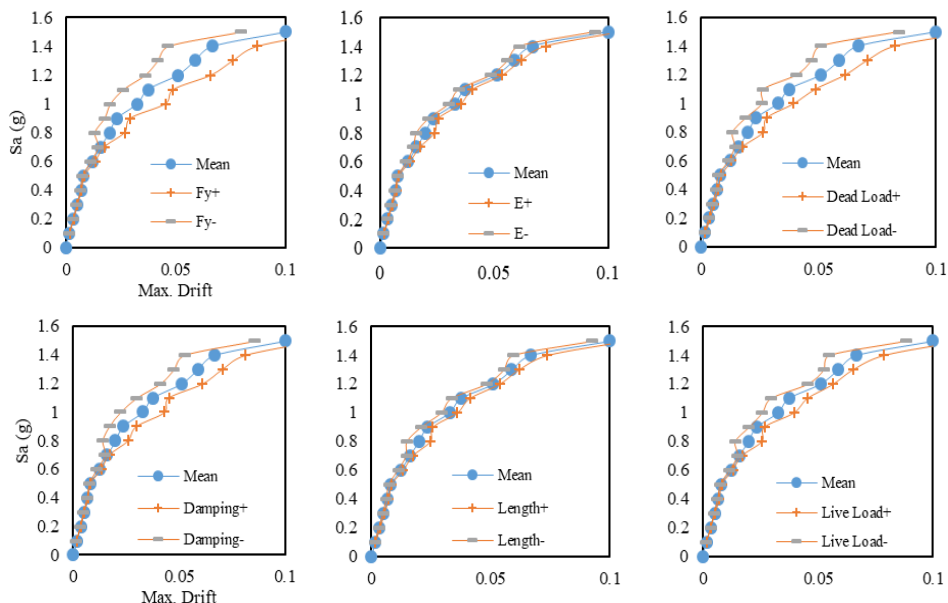 1.6
1.4
1.2
1
0.8
0.6
0.4
0.2
0
Sa (g)
Mean
Fy+
Fy-
0 0.05 0.1
Max. Drift
1.6
1.4
1.2
1
0.8
0.6
0.4
0.2
0
Mean
E+
E-
0 0.05 0.1
1.6
1.4
1.2
1
0.8
0.6
0.4
0.2
0
Mean
Dead Load+
Dead Load-
0 0.05 0.1
1.6
1.4
1.2
1
0.8
0.6
0.4
0.2
0
Sa (g)
Mean
Damping+
Damping-
0 0.05 0.1
Max. Drift
1.6
1.4
1.2
1
0.8
0.6
0.4
0.2
0
Mean
Length+
Length-
0 0.05 0.1
1.6
1.4
1.2
1
0.8
0.6
0.4
0.2
0
Mean
Live Load+
Live Load-
0 0.05 0.1